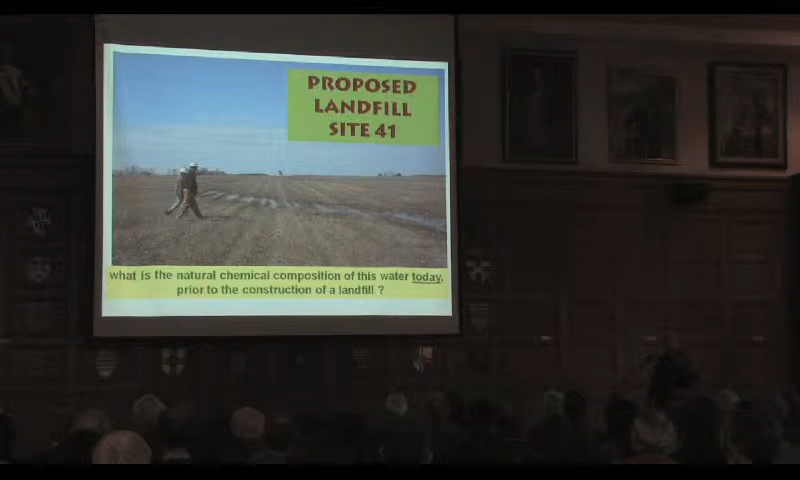 PROPOSED
LANDFILL
SITE 41
what is the natural chemical composition of this water today,
prior to the construction of a landfill ?